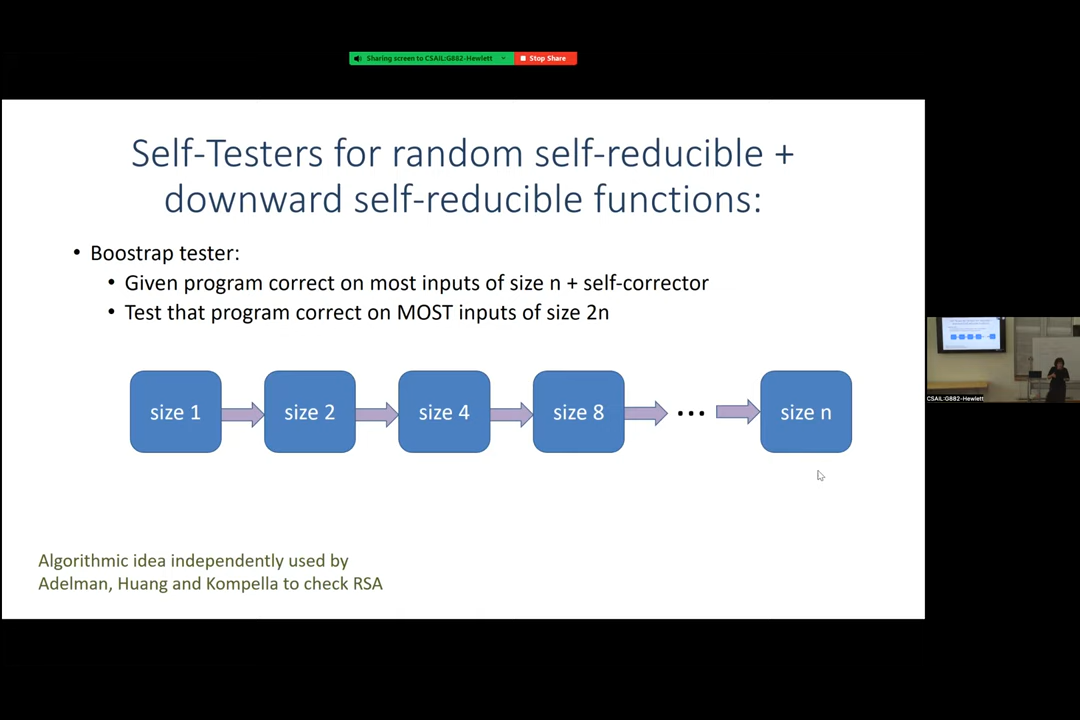 Sharing screen to CSAIL:G882-Hewlett
Stop Share
Self-Testers for random self-reducible +
downward self-reducible functions:
• Boostrap tester:
• Given program correct on most inputs of size n + self-corrector
• Test that program correct on MOST inputs of size 2n
size 1
size 2
size 4
size 8
...
size n
CSAIL:G882-Hewlett
Algorithmic idea independently used by
Adelman, Huang and Kompella to check RSA